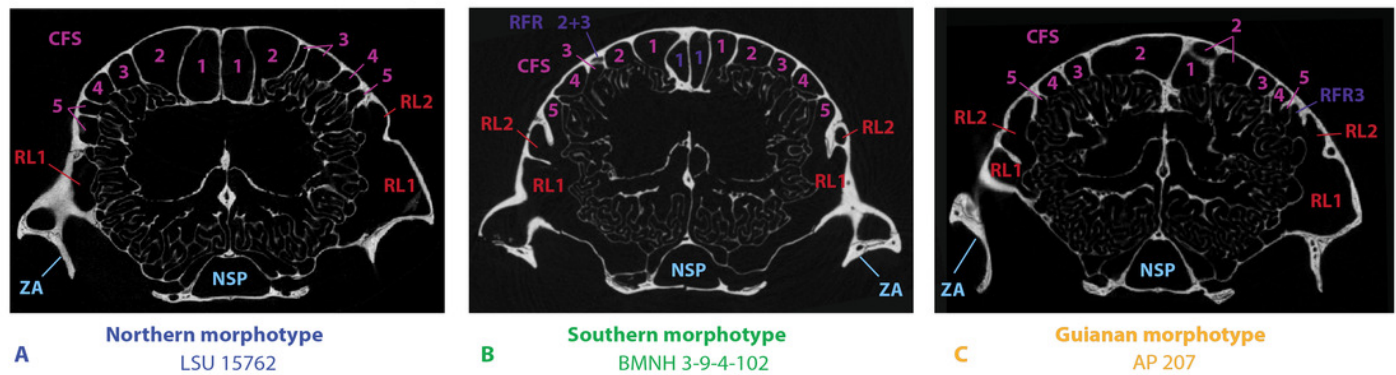 CFS
2
1
1
2
3
3
4
4
5
5
RL2
RL1
RL1
ZA
NSP
RFR 2+3
CFS
3
4
2
1
1
1
1
2
3
4
5
5
RL2
RL2
RL1
RL1
NSP
ZA
CFS
2
2
1
3
3
4
4
5
5
RFR3
RL2
RL2
RL1
RL1
ZA
NSP
A
Northern morphotype
LSU 15762
B
Southern morphotype
BMNH 3-9-4-102
C
Guianan morphotype
AP 207